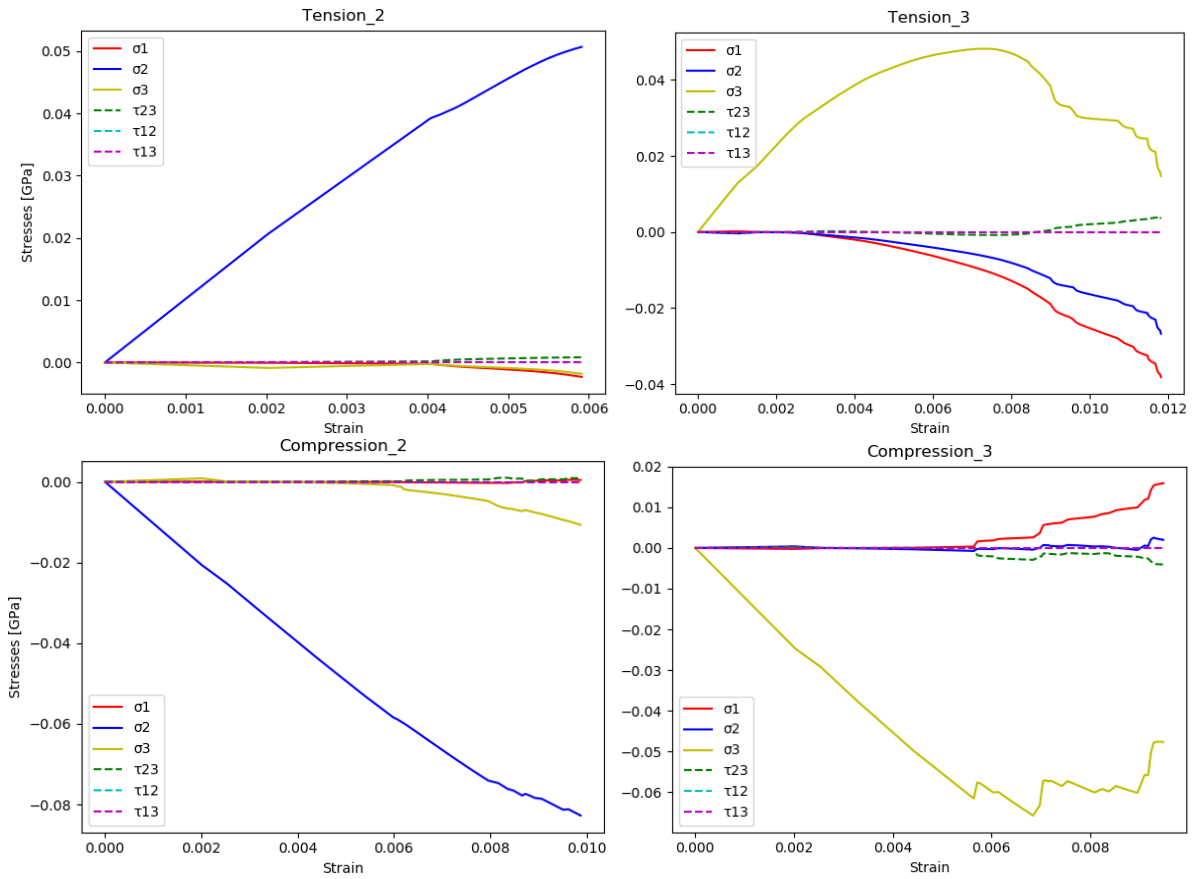 Tension_2
σ1
σ2
σ3
τ23
τ12
τ13
0.05
0.04
0.03
0.02
0.01
0.00
Stresses [GPa]
0.000 0.001 0.002 0.003 0.004 0.005 0.006
Strain
Tension_3
σ1
σ2
σ3
τ23
τ12
τ13
0.04
0.02
0.00
−0.02
−0.04
0.000 0.002 0.004 0.006 0.008 0.010 0.012
Strain
Compression_2
0.00
−0.02
−0.04
−0.06
−0.08
Stresses [GPa]
σ1
σ2
σ3
τ23
τ12
τ13
0.000 0.002 0.004 0.006 0.008 0.010
Strain
Compression_3
0.02
0.01
0.00
−0.01
−0.02
−0.03
−0.04
−0.05
−0.06
σ1
σ2
σ3
τ23
τ12
τ13
0.000 0.002 0.004 0.006 0.008
Strain